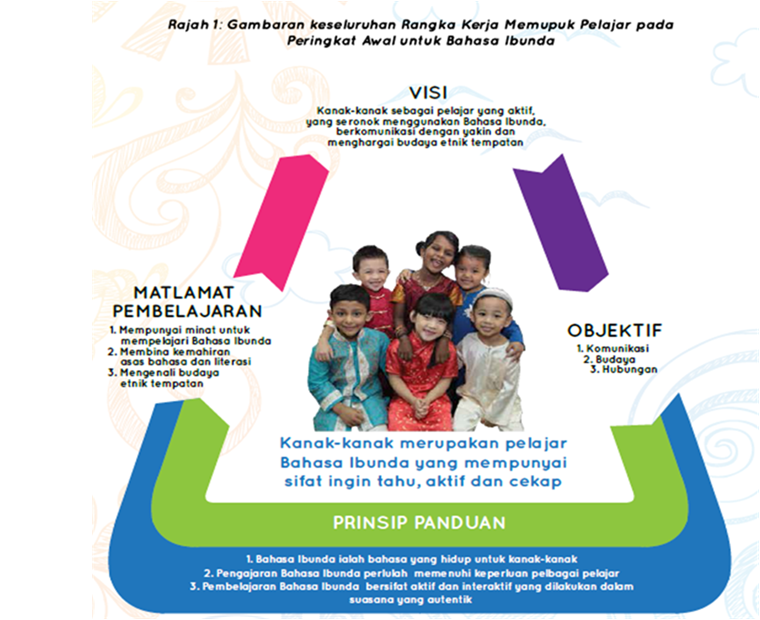 Rajah 1: Gambaran keseluruhan Rangka Kerja Memupuk Pelajar pada
Peringkat Awal untuk Bahasa Ibunda
VISI
Kanak-kanak sebagai pelajar yang aktif,
yang seronok menggunakan Bahasa Ibunda,
berkomunikasi dengan yakin dan
menghargai budaya etnik tempatan
MATLAMAT
PEMBELAJARAN
1. Mempunyai minat untuk
mempelajari Bahasa Ibunda
2. Membina kemahiran
asas bahasa dan literasi
3. Mengenali budaya
etnik tempatan
OBJEKTIF
1. Komunikasi
2. Budaya
3. Hubungan
Kanak-kanak merupakan pelajar
Bahasa Ibunda yang mempunyai
sifat ingin tahu, aktif dan cekap
PRINSIP PANDUAN
1. Bahasa Ibunda ialah bahasa yang hidup untuk kanak-kanak
2. Pengajaran Bahasa Ibunda perlulah memenuhi keperluan pelbagai pelajar
3. Pembelajaran Bahasa Ibunda bersifat aktif dan interaktif yang dilakukan dalam
suasana yang autentik